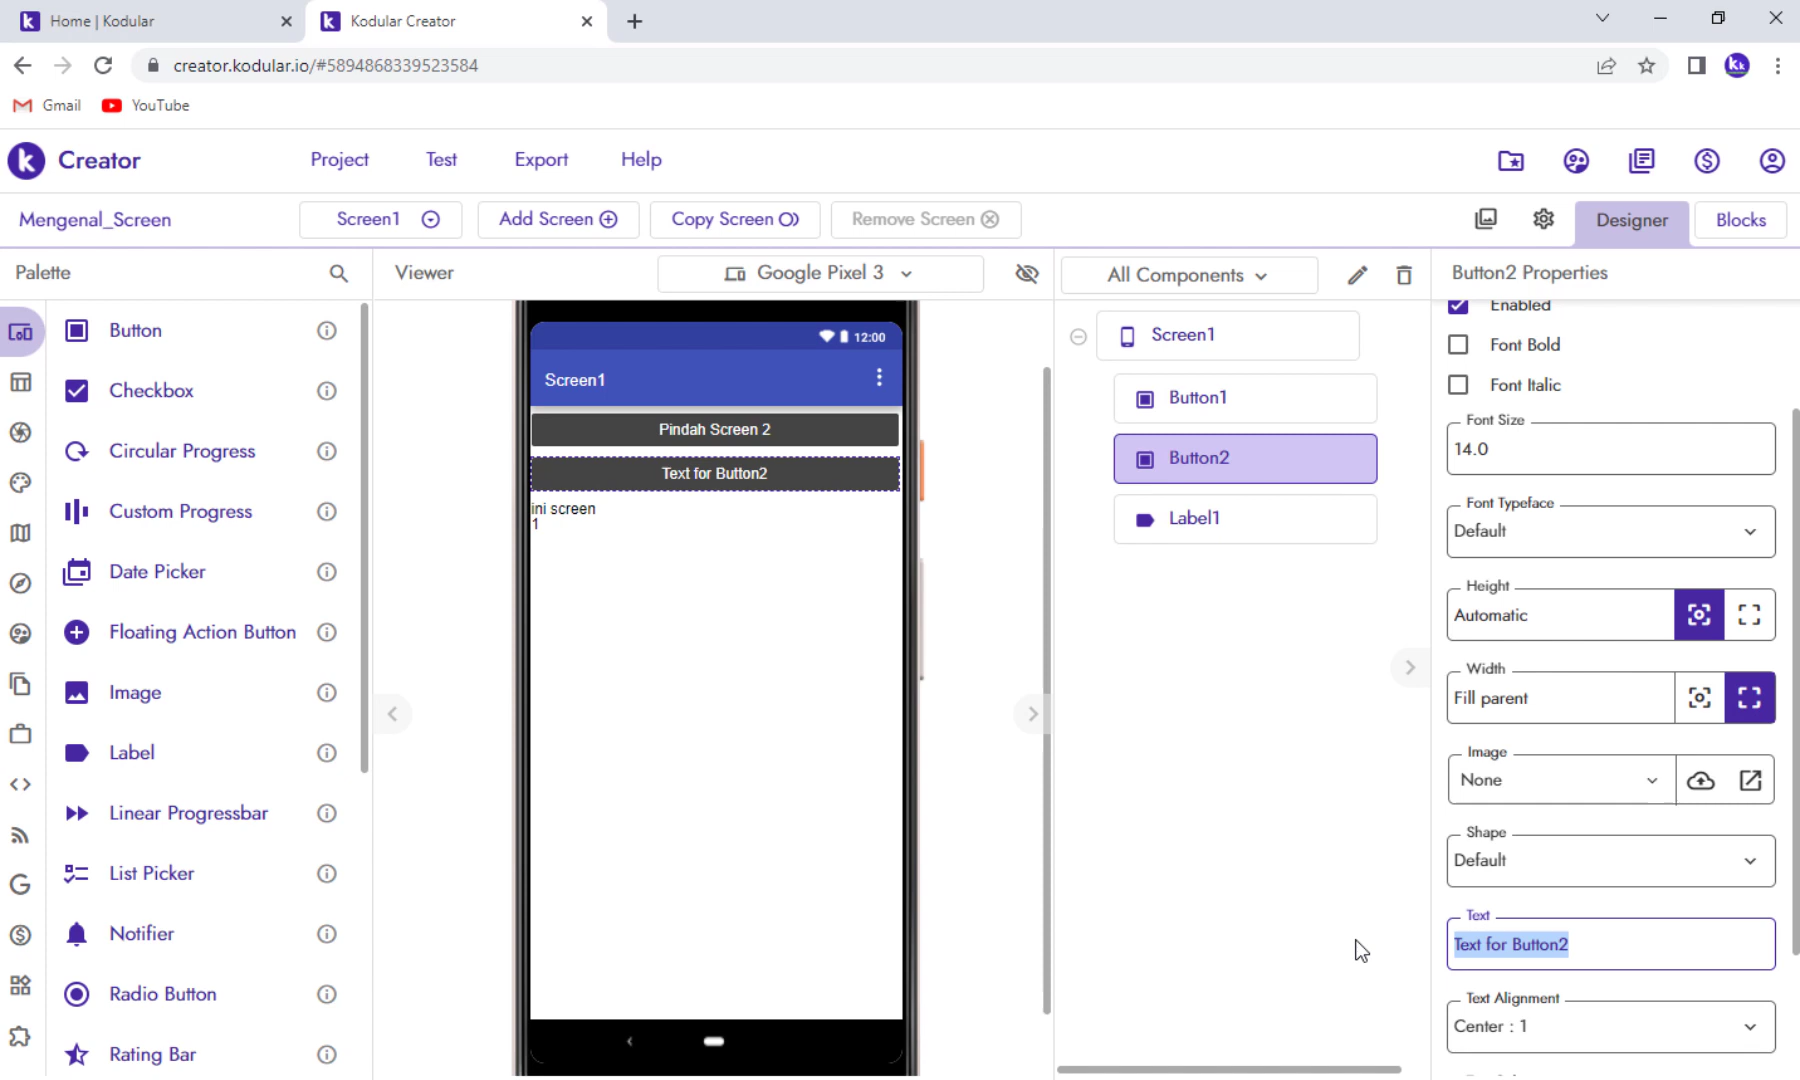 Home | Kodular
Kodular Creator
creator.kodular.io/#5894868339523584
Gmail
YouTube
Creator
Project
Test
Export
Help
Mengenal_Screen
Screen1
Add Screen
Copy Screen
Remove Screen
Designer
Blocks
Palette
Viewer
Google Pixel 3
All Components
Button2 Properties
Button
Checkbox
Circular Progress
Custom Progress
Date Picker
Floating Action Button
Image
Label
Linear Progressbar
List Picker
Notifier
Radio Button
Rating Bar
12:00
Screen1
Pindah Screen 2
Text for Button2
ini screen
1
Screen1
Button1
Button2
Label1
Enabled
Font Bold
Font Italic
Font Size
14.0
Font Typeface
Default
Height
Automatic
Width
Fill parent
Image
None
Shape
Default
Text
Text for Button2
Text Alignment
Center : 1